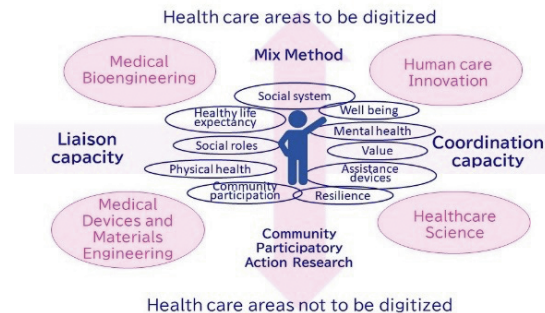 Health care areas to be digitized
Mix Method
Medical
Bioengineering
Human care
Innovation
Social system
Well being
Healthy life
expectancy
Mental health
Liaison
capacity
Social roles
Value
Coordination
capacity
Physical health
Assistance
devices
Community
participation
Resilience
Medical
Devices and
Materials
Engineering
Healthcare
Science
Community
Participatory
Action Research
Health care areas not to be digitized